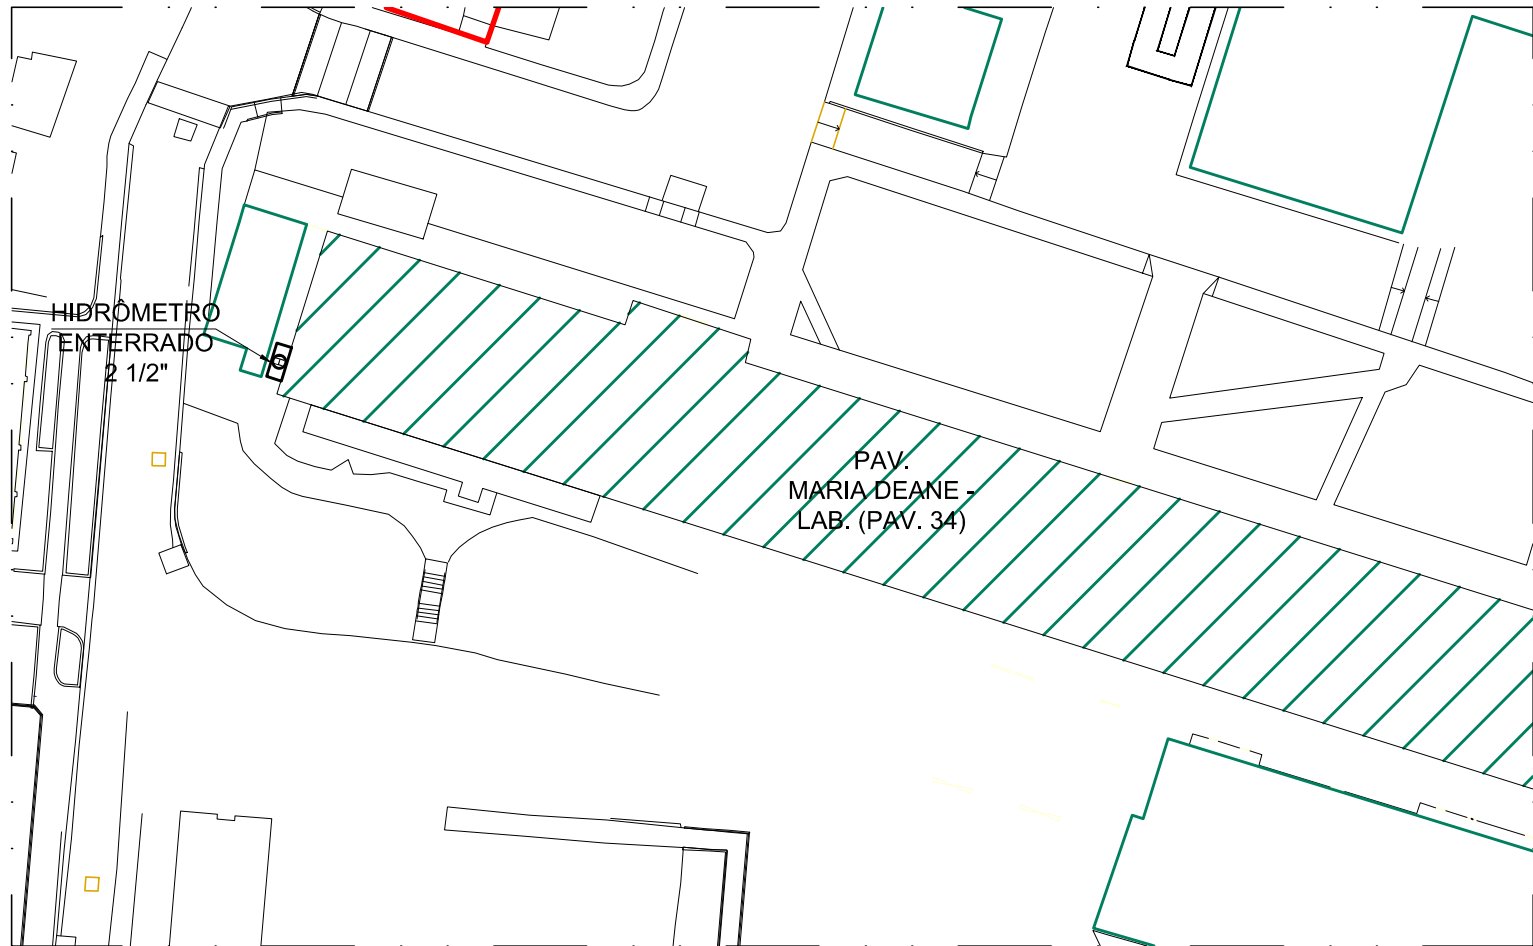 HIDRÔMETRO
ENTERRADO
2 1/2"
PAV.
MARIA DEANE -
LAB. (PAV. 34)